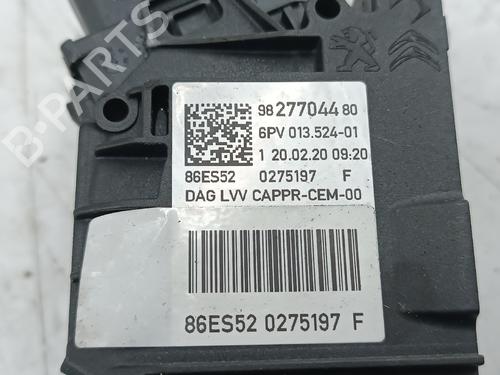 B-PARTS
98 277044 80
6PV 013.524-01
1 20.02.20 09:20
86ES52 0275197 F
DAG LVV CAPPR-CEM-00
86ES52 0275197 F